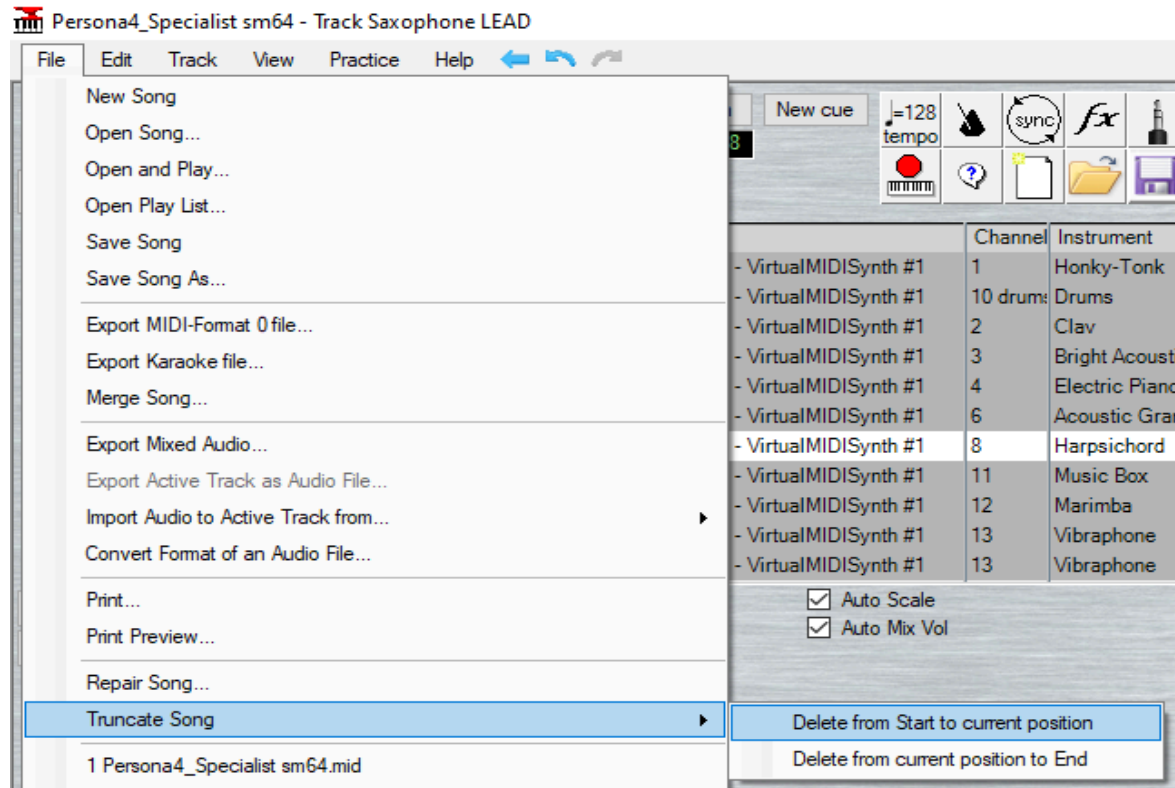 Persona4_Specialist sm64 - Track Saxophone LEAD
File Edit Track View Practice Help
New Song
Open Song...
Open and Play...
Open Play List...
Save Song
Save Song As...
Export MIDI-Format 0 file...
Export Karaoke file...
Merge Song...
Export Mixed Audio...
Export Active Track as Audio File...
Import Audio to Active Track from...
Convert Format of an Audio File...
Print...
Print Preview...
Repair Song...
Truncate Song
1 Persona4_Specialist sm64.mid
Delete from Start to current position
Delete from current position to End
New cue
8
=128
tempo
sync
fx
?
Channel Instrument
- VirtualMIDISynth #1 1 Honky-Tonk
- VirtualMIDISynth #1 10 drums Drums
- VirtualMIDISynth #1 2 Clav
- VirtualMIDISynth #1 3 Bright Acoust
- VirtualMIDISynth #1 4 Electric Piano
- VirtualMIDISynth #1 6 Acoustic Gra
- VirtualMIDISynth #1 8 Harpsichord
- VirtualMIDISynth #1 11 Music Box
- VirtualMIDISynth #1 12 Marimba
- VirtualMIDISynth #1 13 Vibraphone
- VirtualMIDISynth #1 13 Vibraphone
Auto Scale
Auto Mix Vol